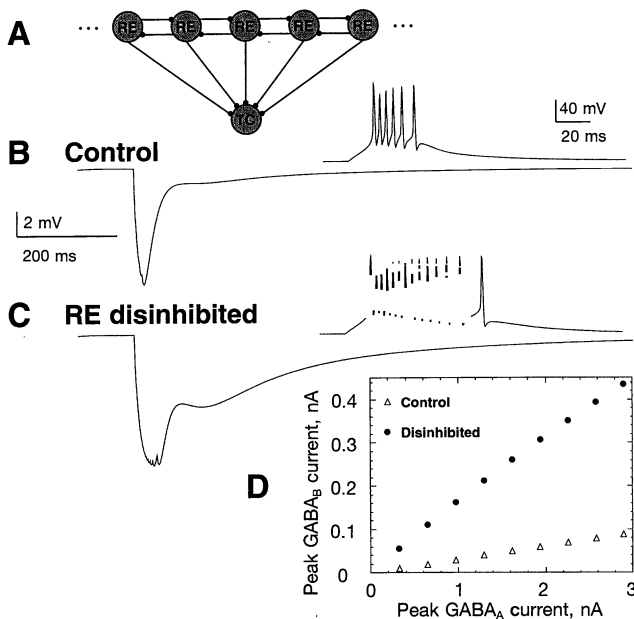 A
... RE RE RE RE RE ...
TC
40 mV
20 ms
B Control
2 mV
200 ms
C RE disinhibited
D
Peak GABA_B current, nA
0.4
0.3
0.2
0.1
0
△ Control
● Disinhibited
0 1 2 3
Peak GABA_A current, nA